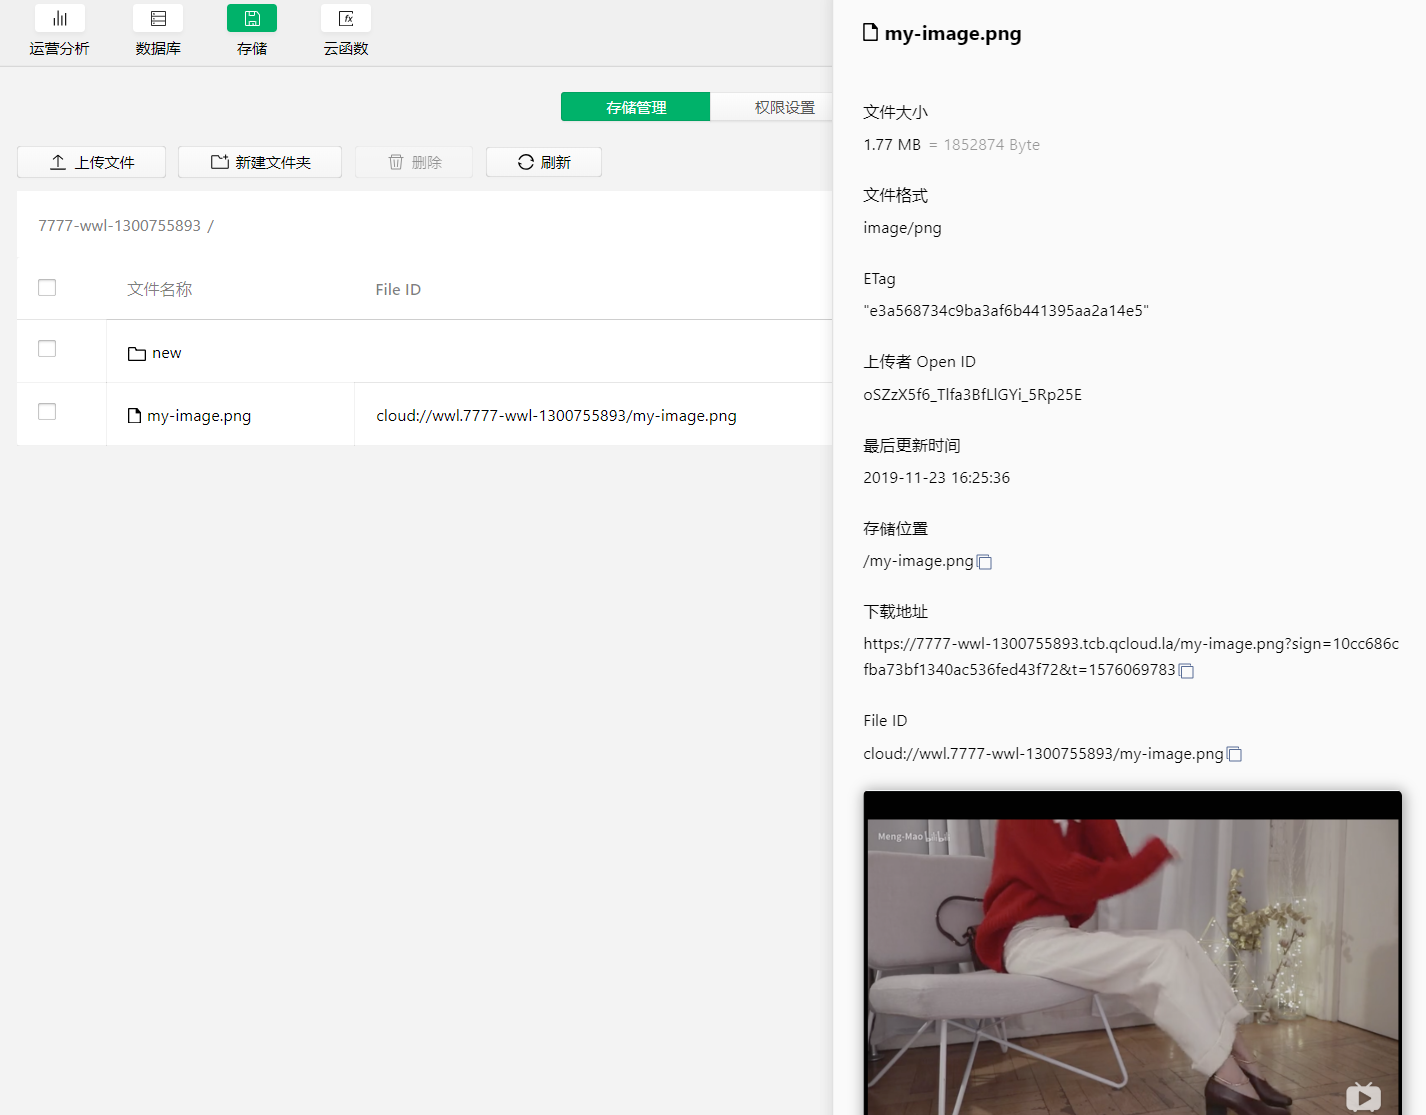 运营分析
数据库
存储
云函数
存储管理
权限设置
上传文件
新建文件夹
删除
刷新
7777-wwl-1300755893 /
文件名称
File ID
new
my-image.png
cloud://wwl.7777-wwl-1300755893/my-image.png
my-image.png
文件大小
1.77 MB = 1852874 Byte
文件格式
image/png
ETag
"e3a568734c9ba3af6b441395aa2a14e5"
上传者 Open ID
oSZzX5f6_Tlfa3BfLlGYi_5Rp25E
最后更新时间
2019-11-23 16:25:36
存储位置
/my-image.png
下载地址
https://7777-wwl-1300755893.tcb.qcloud.la/my-image.png?sign=10cc686c
fba73bf1340ac536fed43f72&t=1576069783
File ID
cloud://wwl.7777-wwl-1300755893/my-image.png
Meng-Mao